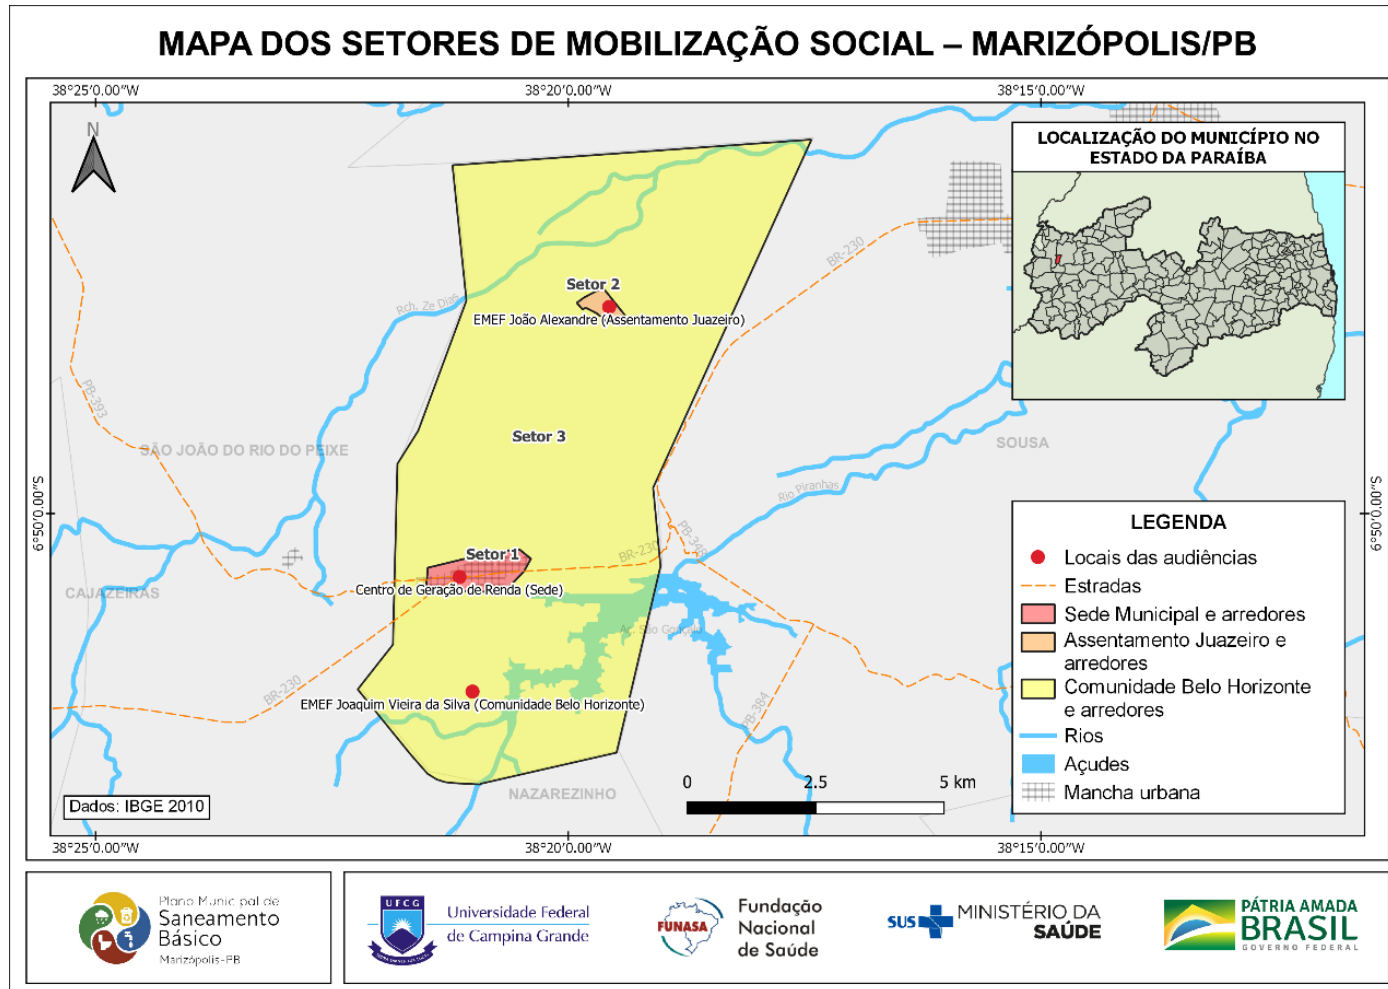 MAPA DOS SETORES DE MOBILIZAÇÃO SOCIAL – MARIZÓPOLIS/PB
38°25'0.00"W
38°20'0.00"W
38°15'0.00"W
N
LOCALIZAÇÃO DO MUNICÍPIO NO
ESTADO DA PARAÍBA
BR-230
Setor 2
Rch. Ze Dias
EMEF João Alexandre (Assentamento Juazeiro)
PB-393
Setor 3
SÃO JOÃO DO RIO DO PEIXE
SOUSA
Rio Piranhas
6°50'0.00"S
6°50'0.00"S
PB-348
BR-230
Setor 1
Centro de Geração de Renda (Sede)
CAJAZEIRAS
Aç. São Gonçalo
BR-230
EMEF Joaquim Vieira da Silva (Comunidade Belo Horizonte)
PB-384
NAZAREZINHO
LEGENDA
Locais das audiências
Estradas
Sede Municipal e arredores
Assentamento Juazeiro e
arredores
Comunidade Belo Horizonte
e arredores
Rios
Açudes
Mancha urbana
0 2.5 5 km
Dados: IBGE 2010
38°25'0.00"W
38°20'0.00"W
38°15'0.00"W
Plano Municipal de
Saneamento
Básico
Marizópolis-PB
UFCG
Universidade Federal
de Campina Grande
FUNASA
Fundação
Nacional
de Saúde
SUS
MINISTÉRIO DA
SAÚDE
PÁTRIA AMADA
BRASIL
GOVERNO FEDERAL